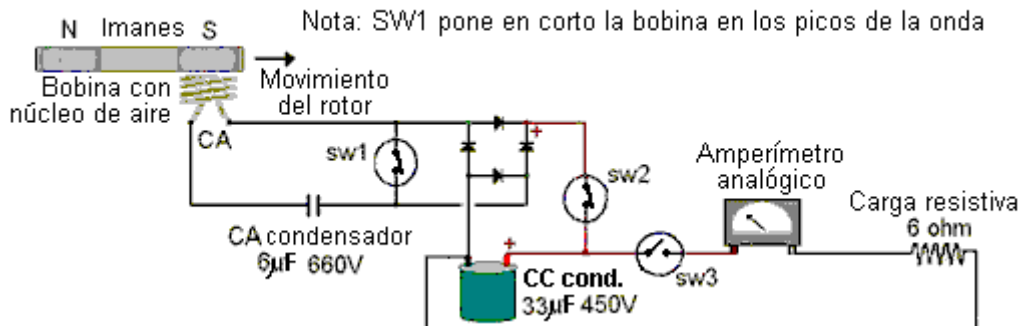 Nota: SW1 pone en corto la bobina en los picos de la onda
N Imanes S
Bobina con
núcleo de aire
Movimiento
del rotor
CA
sw1
+
sw2
Amperímetro
analógico
Carga resistiva
6 ohm
CA condensador
6µF 660V
+
CC cond.
33µF 450V
sw3